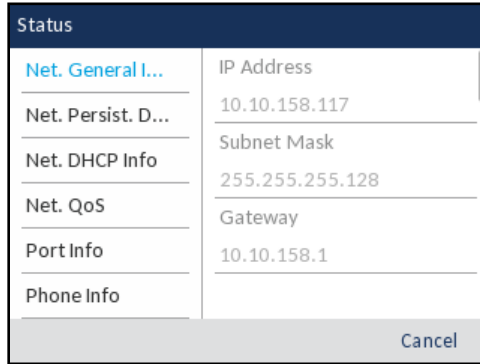 Status
Net. General I...
Net. Persist. D...
Net. DHCP Info
Net. QoS
Port Info
Phone Info
IP Address
10.10.158.117
Subnet Mask
255.255.255.128
Gateway
10.10.158.1
Cancel